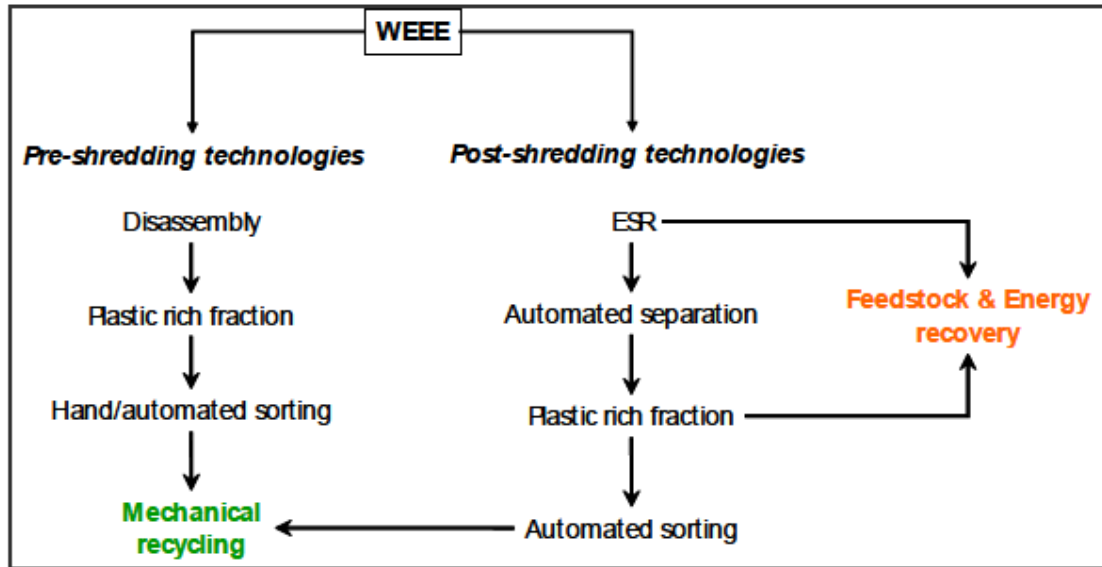 WEEE
Pre-shredding technologies
Post-shredding technologies
Disassembly
ESR
Plastic rich fraction
Automated separation
Feedstock & Energy
recovery
Hand/automated sorting
Plastic rich fraction
Mechanical
recycling
Automated sorting